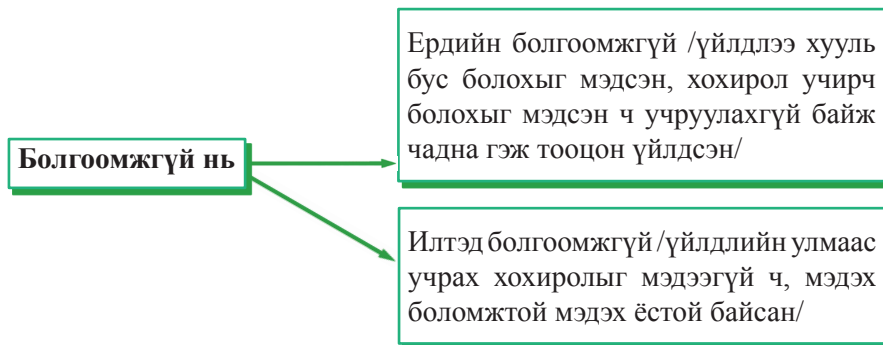 Болгоомжгүй нь
Ердийн болгоомжгүй /үйлдлээ хууль
бус болохыг мэдсэн, хохирол учирч
болохыг мэдсэн ч учруулахгүй байж
чадна гэж тооцон үйлдсэн/
Илтэд болгоомжгүй /үйлдлийн улмаас
учрах хохиролыг мэдээгүй ч, мэдэх
боломжтой мэдэх ёстой байсан/